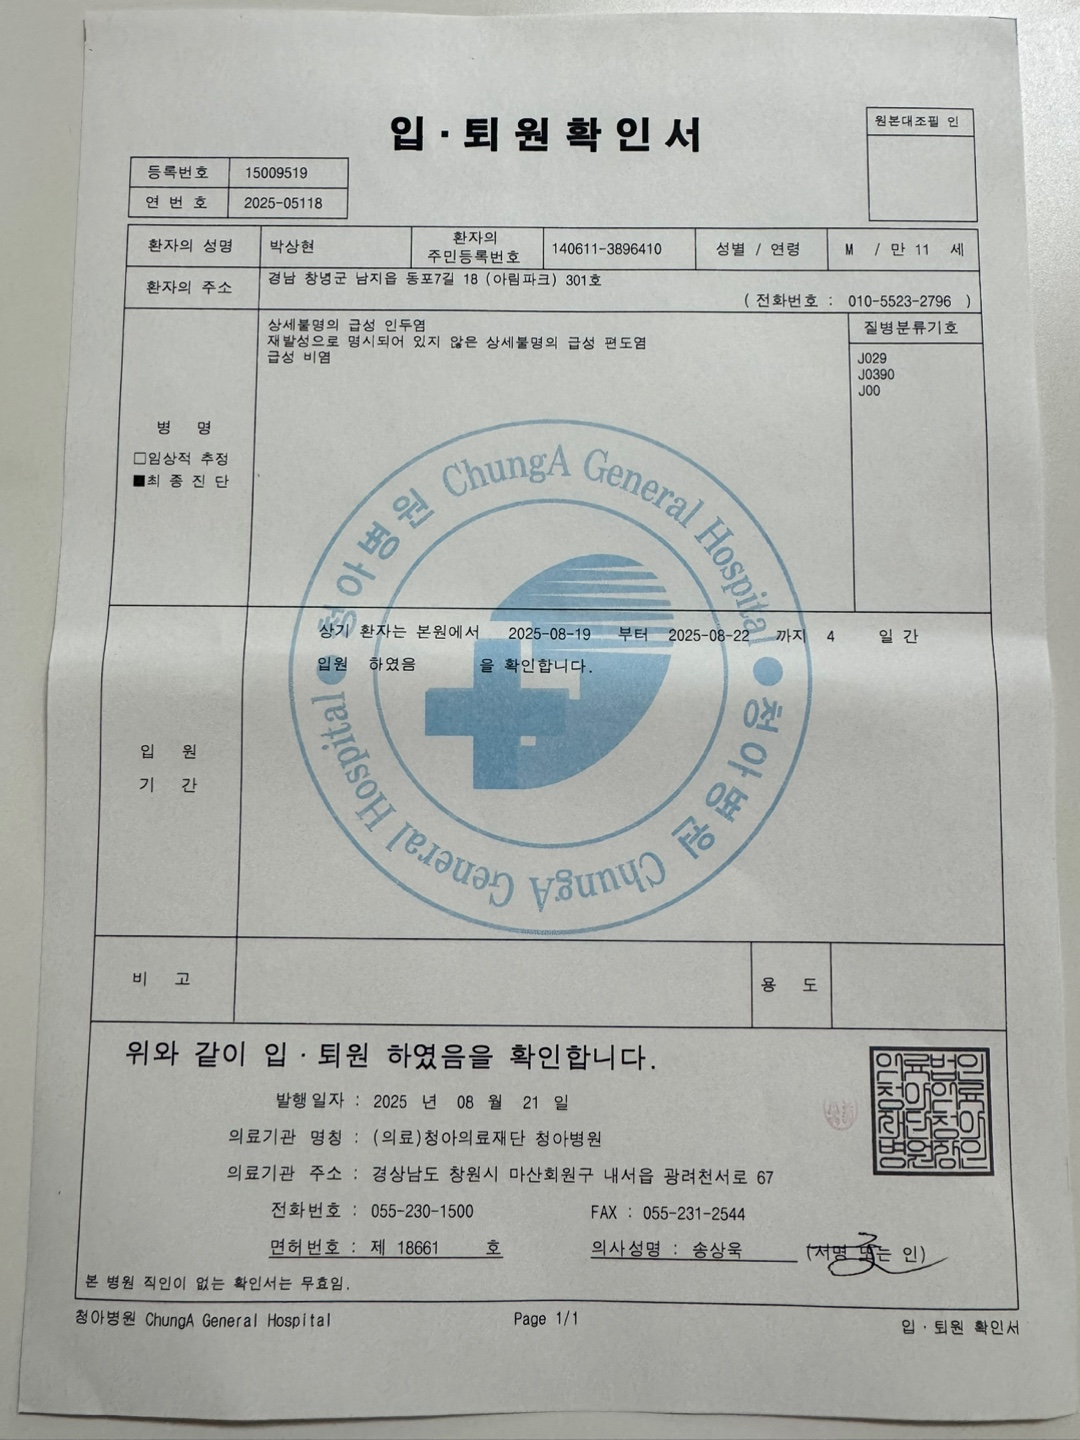 입·퇴원확인서
원본대조필 인
등록번호 15009519
연 번 호 2025-05118
환자의 성명 박상현 환자의 주민등록번호 140611-3896410 성별 / 연령 M / 만 11 세
환자의 주소 경남 창녕군 남지읍 동포7길 18 (아림파크) 301호
( 전화번호 : 010-5523-2796 )
병 명
□임상적 추정
■최 종 진 단
상세불명의 급성 인두염
재발성으로 명시되어 있지 않은 상세불명의 급성 편도염
급성 비염
질병분류기호
J029
J0390
J00
청아병원 ChungA General Hospital
청아병원 ChungA General Hospital
입 원
기 간
상기 환자는 본원에서 2025-08-19 부터 2025-08-22 까지 4 일 간
입원 하였음 을 확인합니다.
비 고
용 도
위와 같이 입·퇴원 하였음을 확인합니다.
발행일자 : 2025 년 08 월 21 일
의료기관 명칭 : (의료)청아의료재단 청아병원
의료기관 주소 : 경상남도 창원시 마산회원구 내서읍 광려천서로 67
전화번호 : 055-230-1500 FAX : 055-231-2544
면허번호 : 제 18661 호 의사성명 : 송상욱 (서명 또는 인)
본 병원 직인이 없는 확인서는 무효임.
청아병원 ChungA General Hospital Page 1/1 입·퇴원 확인서